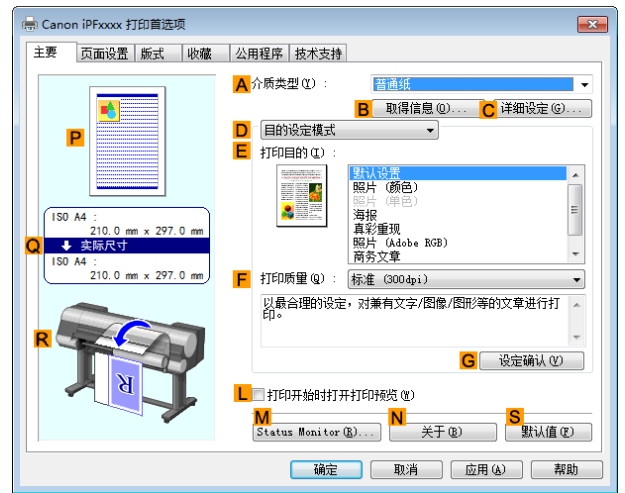 Canon iPFxxxx 打印首选项
主要 页面设置 版式 收藏 公用程序 技术支持
A 介质类型(Y) : 普通纸
B 取得信息(O)... C 详细设定(G)...
D 目的设定模式
E 打印目的(I) :
默认设置
照片 (颜色)
照片 (单色)
海报
真彩重现
照片 (Adobe RGB)
商务文章
P
ISO A4 :
210.0 mm x 297.0 mm
Q 实际尺寸
ISO A4 :
210.0 mm x 297.0 mm
F 打印质量(Q) : 标准 (300dpi)
以最合理的设定，对兼有文字/图像/图形等的文章进行打
印。
G 设定确认(V)
R
R
L 打印开始时打开打印预览(W)
M N S
Status Monitor(R)... 关于(B) 默认值(E)
确定 取消 应用(A) 帮助